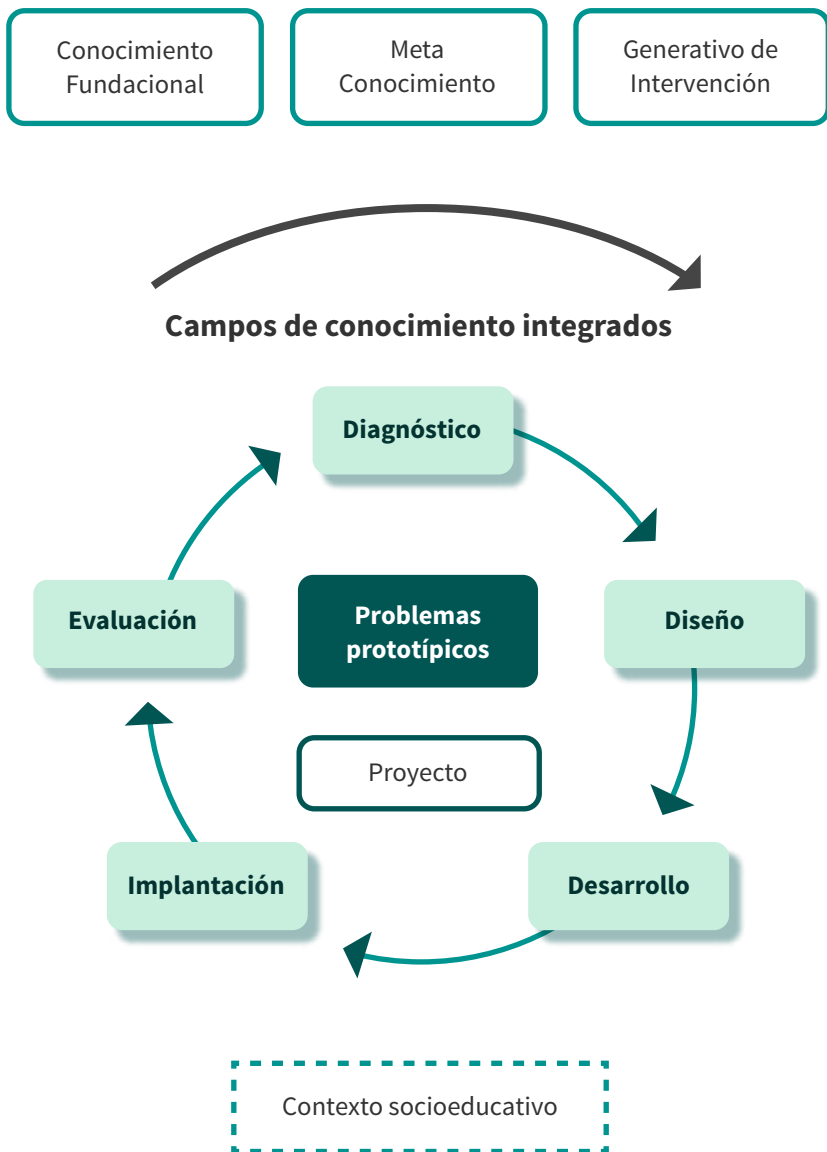 Conocimiento
Fundacional
Meta
Conocimiento
Generativo de
Intervención
Campos de conocimiento integrados
Diagnóstico
Evaluación
Problemas
prototípicos
Diseño
Proyecto
Implantación
Desarrollo
Contexto socioeducativo